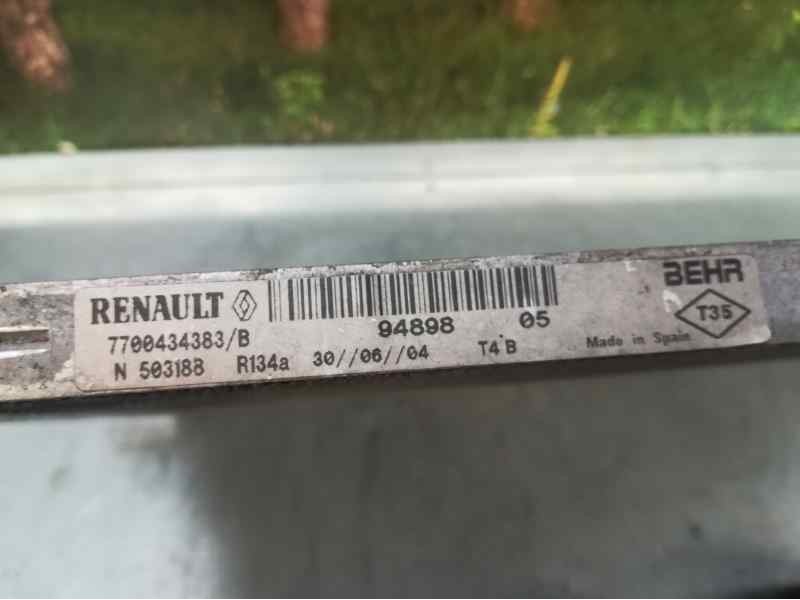 RENAULT
94898 05
7700434383/B
N 503188 R134a 30//06//04 T4 B
BEHR
T35
Made in Spain